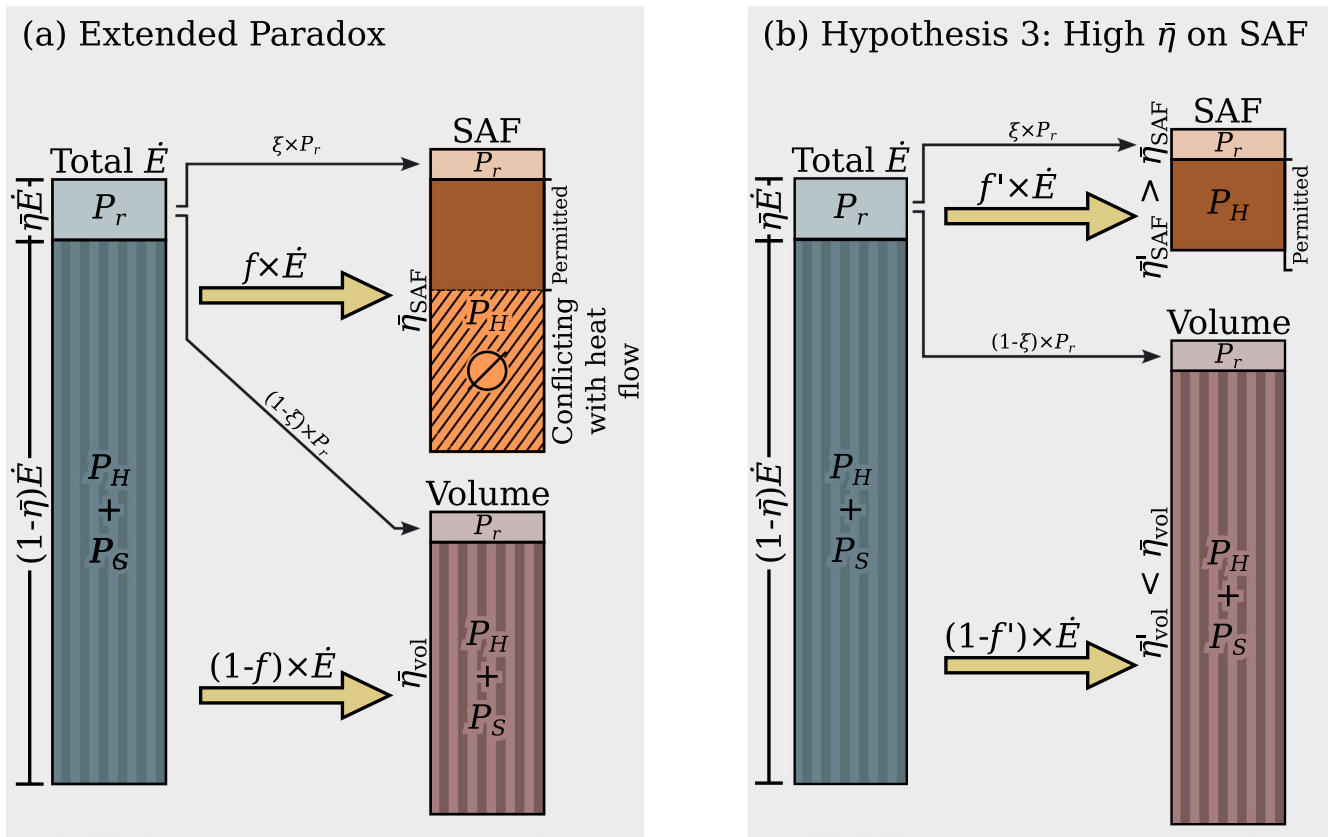 (a) Extended Paradox
Total Ė
η̄Ė
P_r
(1-η̄)Ė
P_H
+
P_S
ξ×P_r
f×Ė
(1-ξ)×P_r
(1-f)×Ė
SAF
P_r
Permitted
η̄_SAF
P_H
∅
Conflicting
with heat
flow
Volume
P_r
η̄_vol
P_H
+
P_S
(b) Hypothesis 3: High η̄ on SAF
Total Ė
η̄Ė
P_r
(1-η̄)Ė
P_H
+
P_S
ξ×P_r
f'×Ė
(1-ξ)×P_r
(1-f')×Ė
SAF
P_r
η̄'_SAF > η̄_SAF
P_H
Permitted
Volume
P_r
η̄'_vol < η̄_vol
P_H
+
P_S